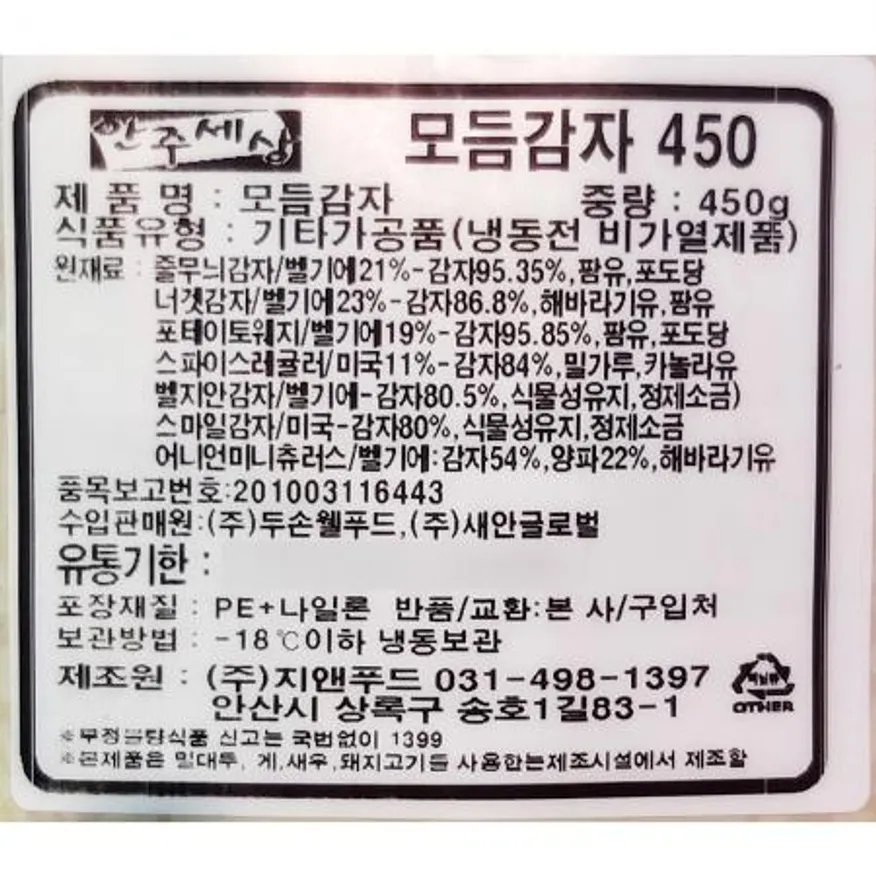 안주세상 모듬감자 450
제 품 명 : 모듬감자 중량 : 450g
식품유형 : 기타가공품(냉동전 비가열제품)
원재료 : 줄무늬감자/벨기에21%-감자95.35%,팜유,포도당
너겟감자/벨기에23%-감자86.8%,해바라기유,팜유
포테이토웨지/벨기에19%-감자95.85%,팜유,포도당
스파이스레귤러/미국11%-감자84%,밀가루,카놀라유
벨지안감자/벨기에-감자80.5%,식물성유지,정제소금)
스마일감자/미국-감자80%,식물성유지,정제소금
어니언미니츄러스/벨기에:감자54%,양파22%,해바라기유
품목보고번호:201003116443
수입판매원:(주)두손웰푸드,(주)새안글로벌
유통기한 :
포장재질 : PE+나일론 반품/교환:본 사/구입처
보관방법 : -18℃이하 냉동보관
제조원 : (주)지앤푸드 031-498-1397
안산시 상록구 송호1길83-1
비닐류
OTHER
※부정불량식품 신고는 국번없이 1399
※본제품은 밀대두, 게,새우,돼지고기를 사용한는제조시설에서 제조함